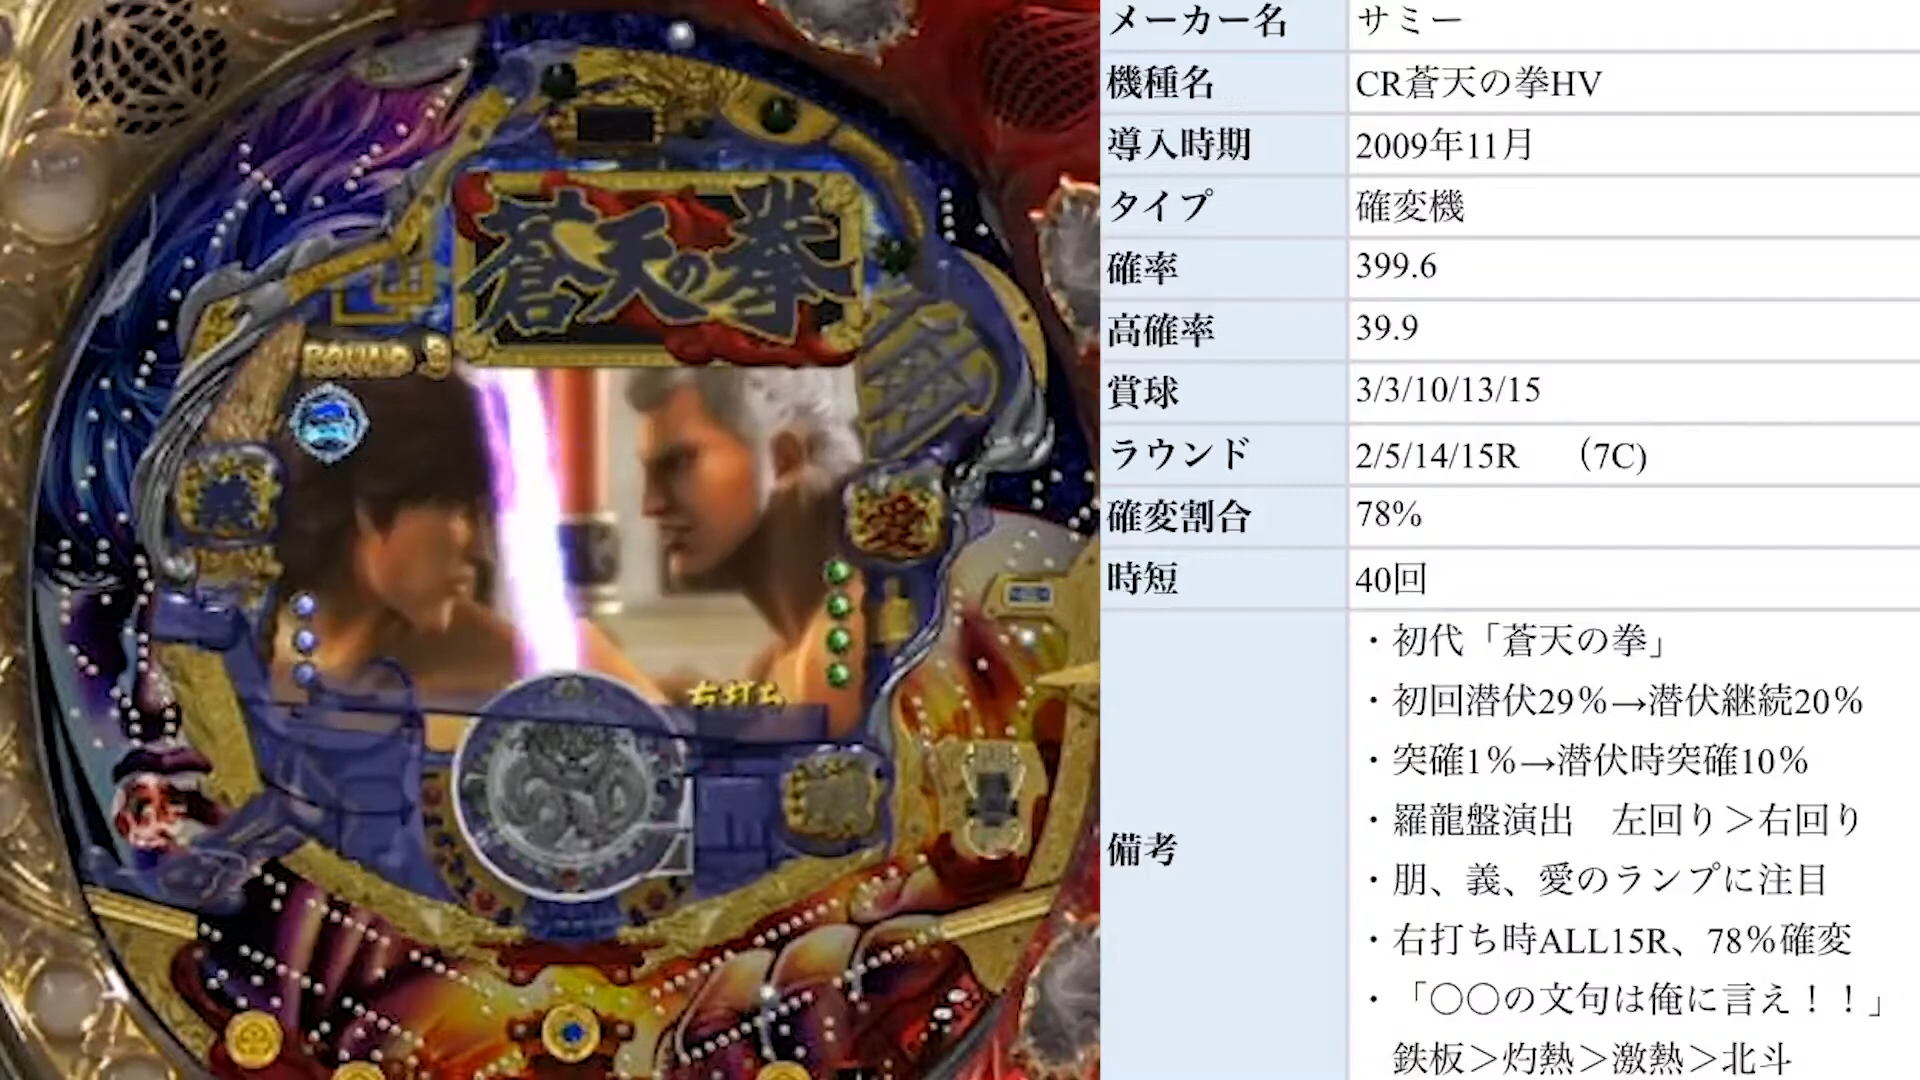 蒼天の拳
ROUND 3
義
愛
右打ち
メーカー名 サミー
機種名 CR蒼天の拳HV
導入時期 2009年11月
タイプ 確変機
確率 399.6
高確率 39.9
賞球 3/3/10/13/15
ラウンド 2/5/14/15R （7C)
確変割合 78%
時短 40回
備考
・初代「蒼天の拳」
・初回潜伏29%→潜伏継続20%
・突確1%→潜伏時突確10%
・羅龍盤演出 左回り＞右回り
・朋、義、愛のランプに注目
・右打ち時ALL15R、78%確変
・「〇〇の文句は俺に言え！！」
鉄板＞灼熱＞激熱＞北斗